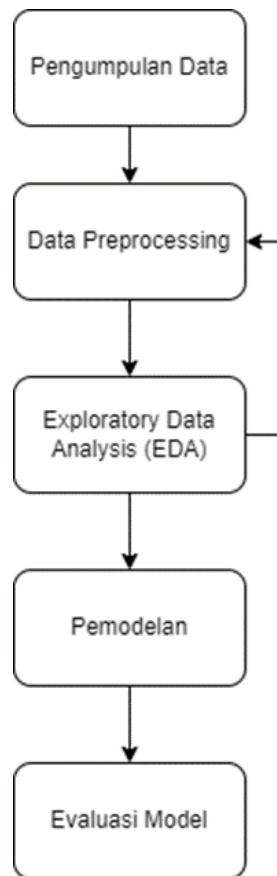 Pengumpulan Data
Data Preprocessing
Exploratory Data
Analysis (EDA)
Pemodelan
Evaluasi Model